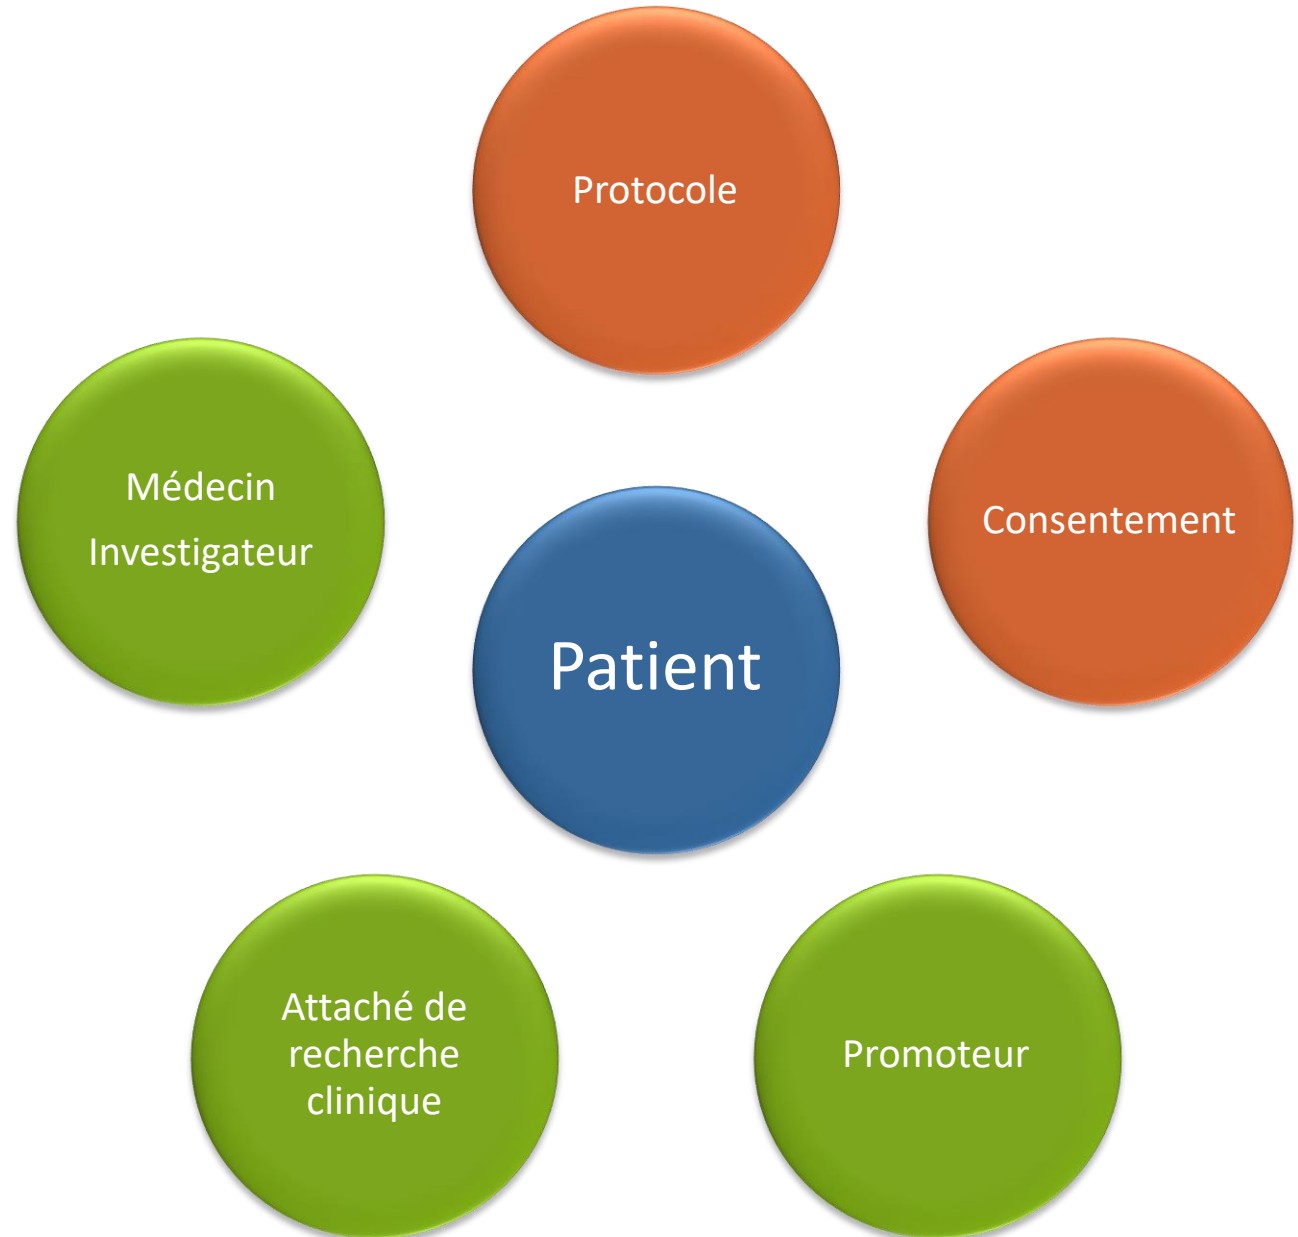 Protocole
Médecin
Investigateur
Consentement
Patient
Attaché de
recherche
clinique
Promoteur